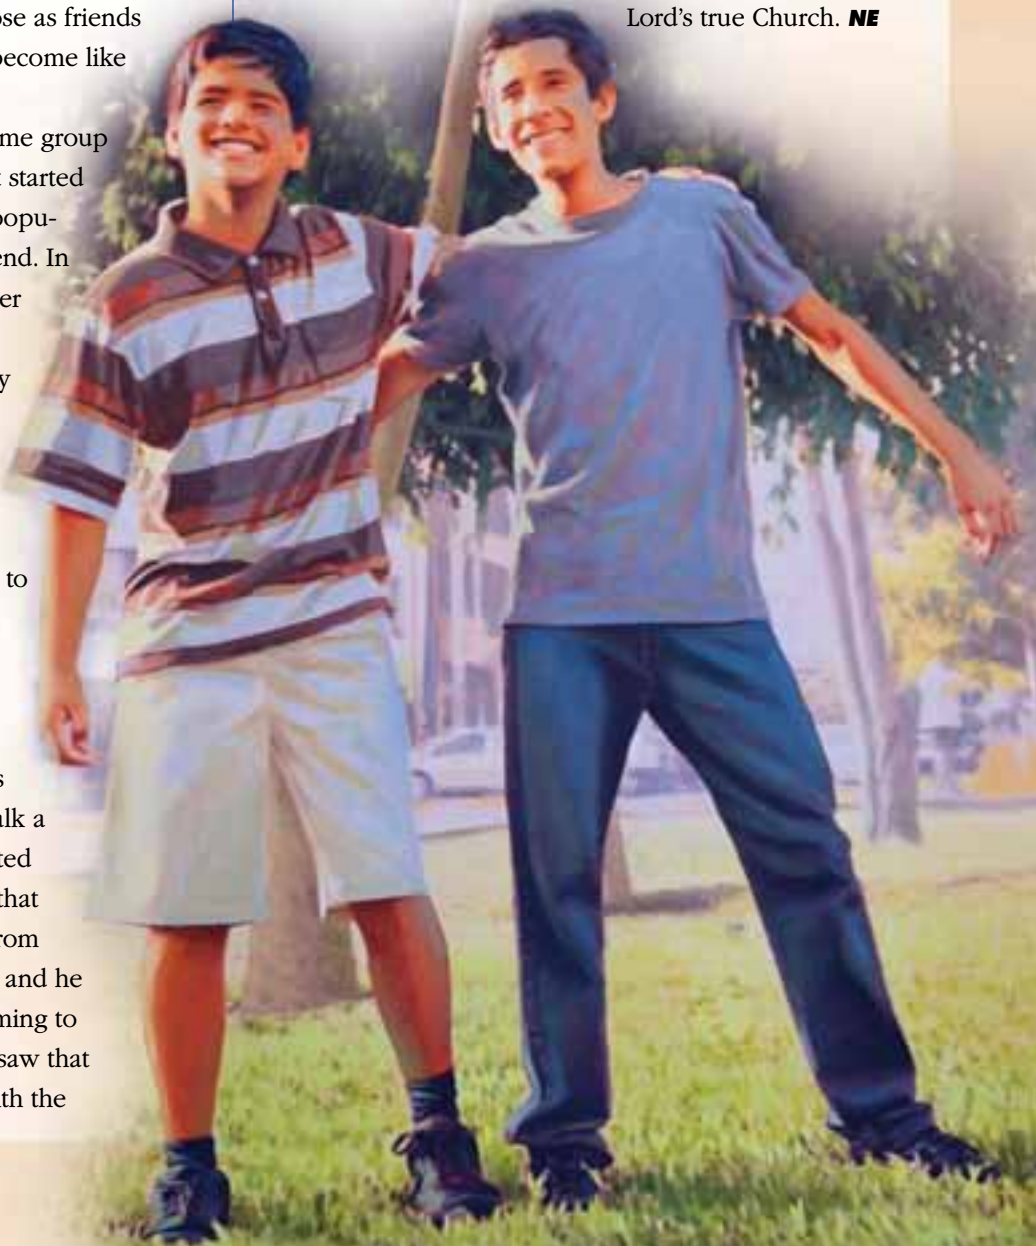 ose as friends
become like
me group
t started
popu-
end. In
er
y
to
s
alk a
ted
that
rom
and he
ming to
saw that
th the
Lord's true Church. NE